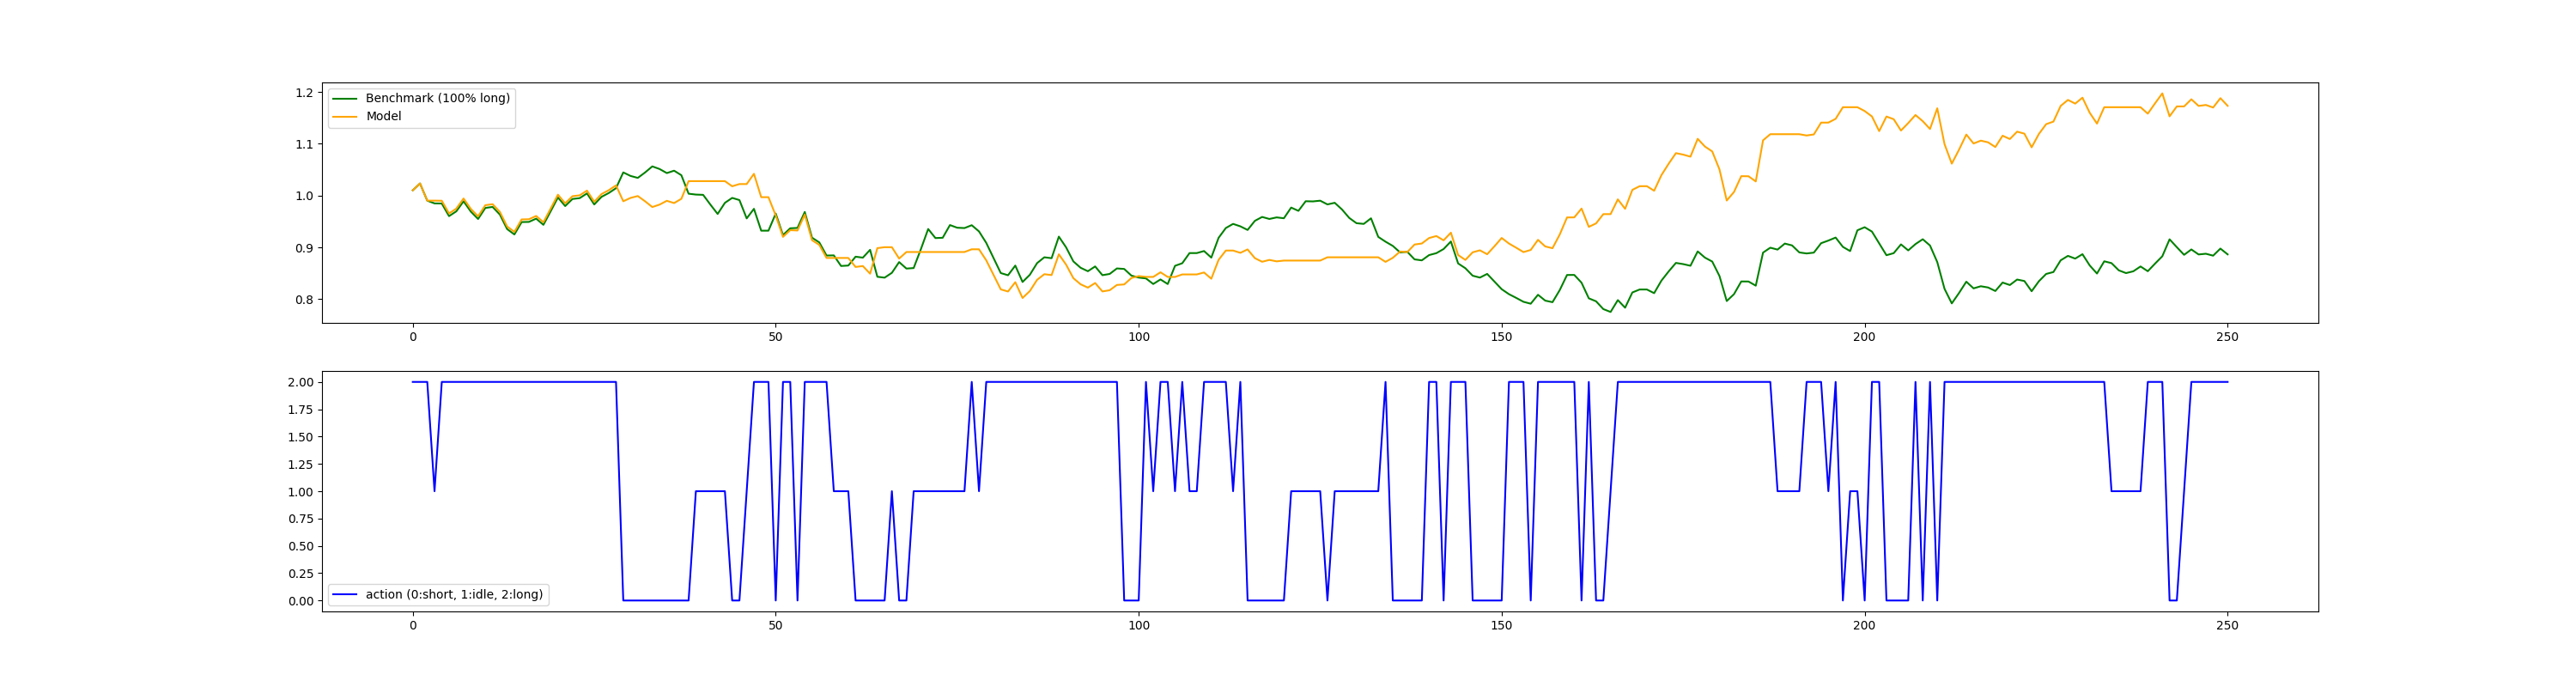 1.2
1.1
1.0
0.9
0.8
Benchmark (100% long)
Model
0 50 100 150 200 250
2.00
1.75
1.50
1.25
1.00
0.75
0.50
0.25
0.00
action (0:short, 1:idle, 2:long)
0 50 100 150 200 250